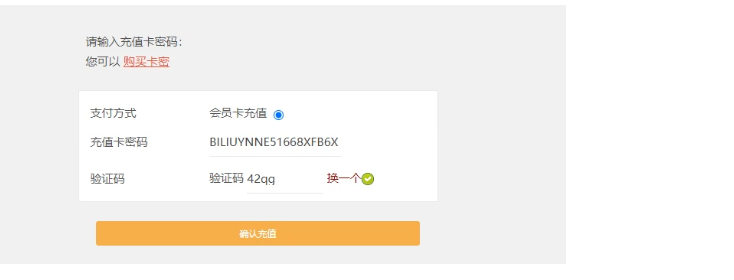 请输入充值卡密码：
您可以 购买卡密
支付方式 会员卡充值
充值卡密码 BILIUYNNE51668XFB6X
验证码 验证码 42qq 换一个
确认充值